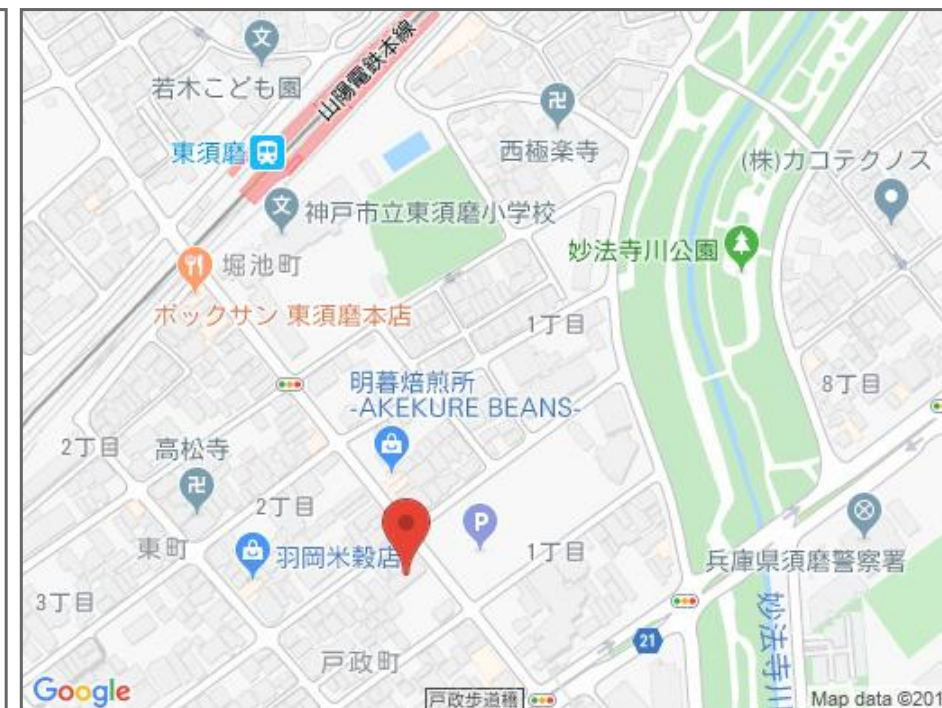 若木こども園
山陽電鉄本線
東須磨
西極楽寺
(株)カコテクノス
神戸市立東須磨小学校
妙法寺川公園
堀池町
ボックサン 東須磨本店
1丁目
明暮焙煎所
-AKEKURE BEANS-
8丁目
2丁目
高松寺
2丁目
P
東町
羽岡米穀店
1丁目
兵庫県須磨警察署
3丁目
妙法寺川
21
戸政町
Google
戸政歩道橋
Map data ©201